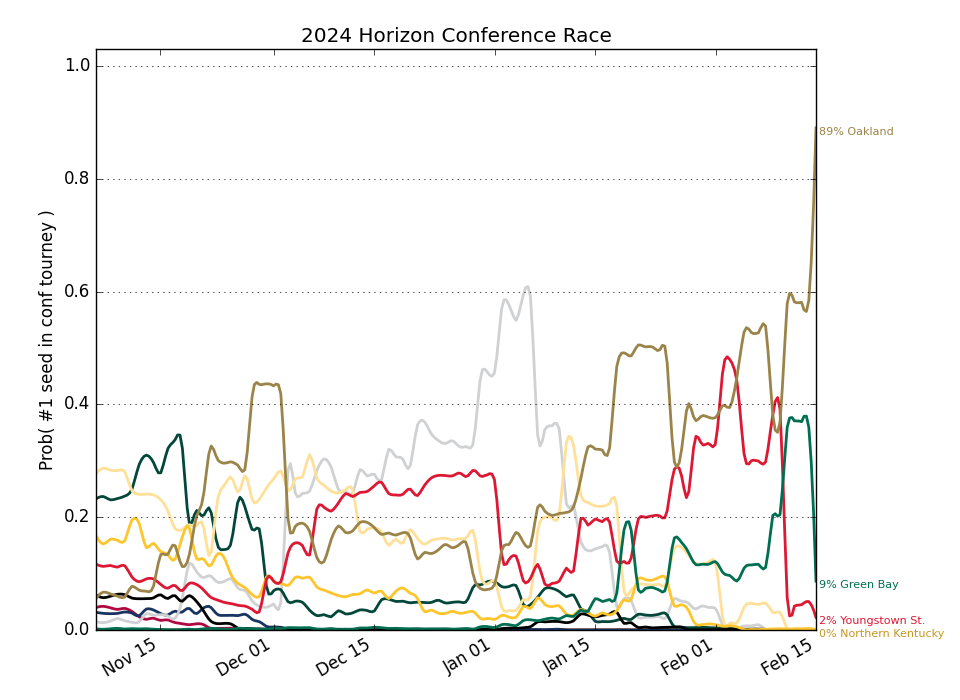 2024 Horizon Conference Race
Prob( #1 seed in conf tourney )
1.0
0.8
0.6
0.4
0.2
0.0
Nov 15
Dec 01
Dec 15
Jan 01
Jan 15
Feb 01
Feb 15
89% Oakland
9% Green Bay
2% Youngstown St.
0% Northern Kentucky